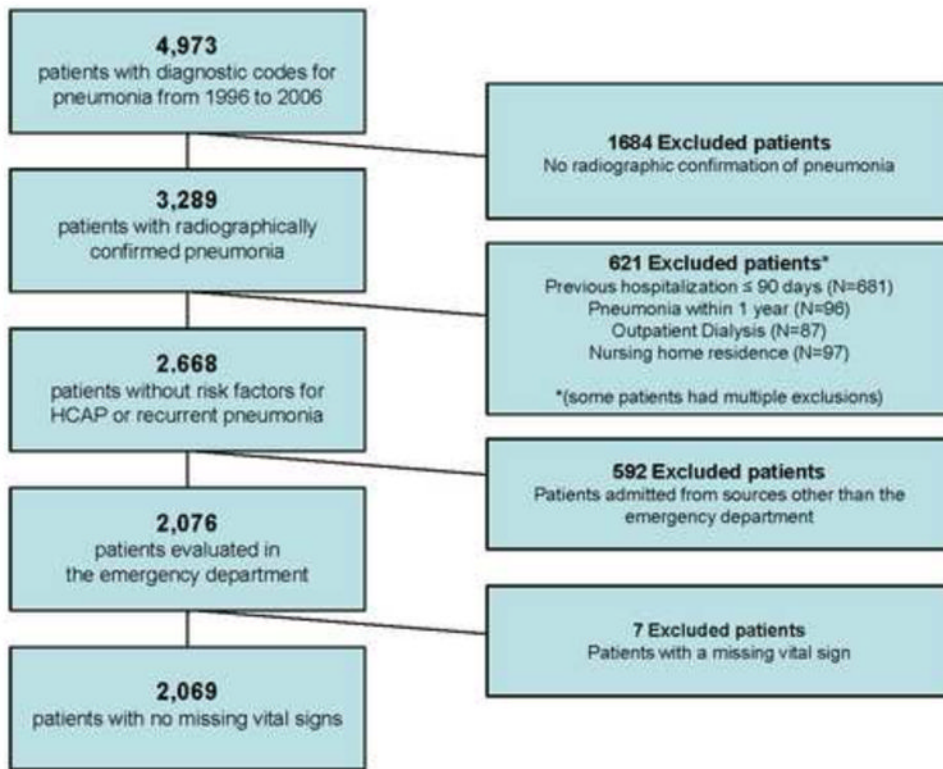 4,973
patients with diagnostic codes for
pneumonia from 1996 to 2006
1684 Excluded patients
No radiographic confirmation of pneumonia
3,289
patients with radiographically
confirmed pneumonia
621 Excluded patients*
Previous hospitalization ≤ 90 days (N=681)
Pneumonia within 1 year (N=96)
Outpatient Dialysis (N=87)
Nursing home residence (N=97)
*(some patients had multiple exclusions)
2,668
patients without risk factors for
HCAP or recurrent pneumonia
592 Excluded patients
Patients admitted from sources other than the
emergency department
2,076
patients evaluated in
the emergency department
7 Excluded patients
Patients with a missing vital sign
2,069
patients with no missing vital signs